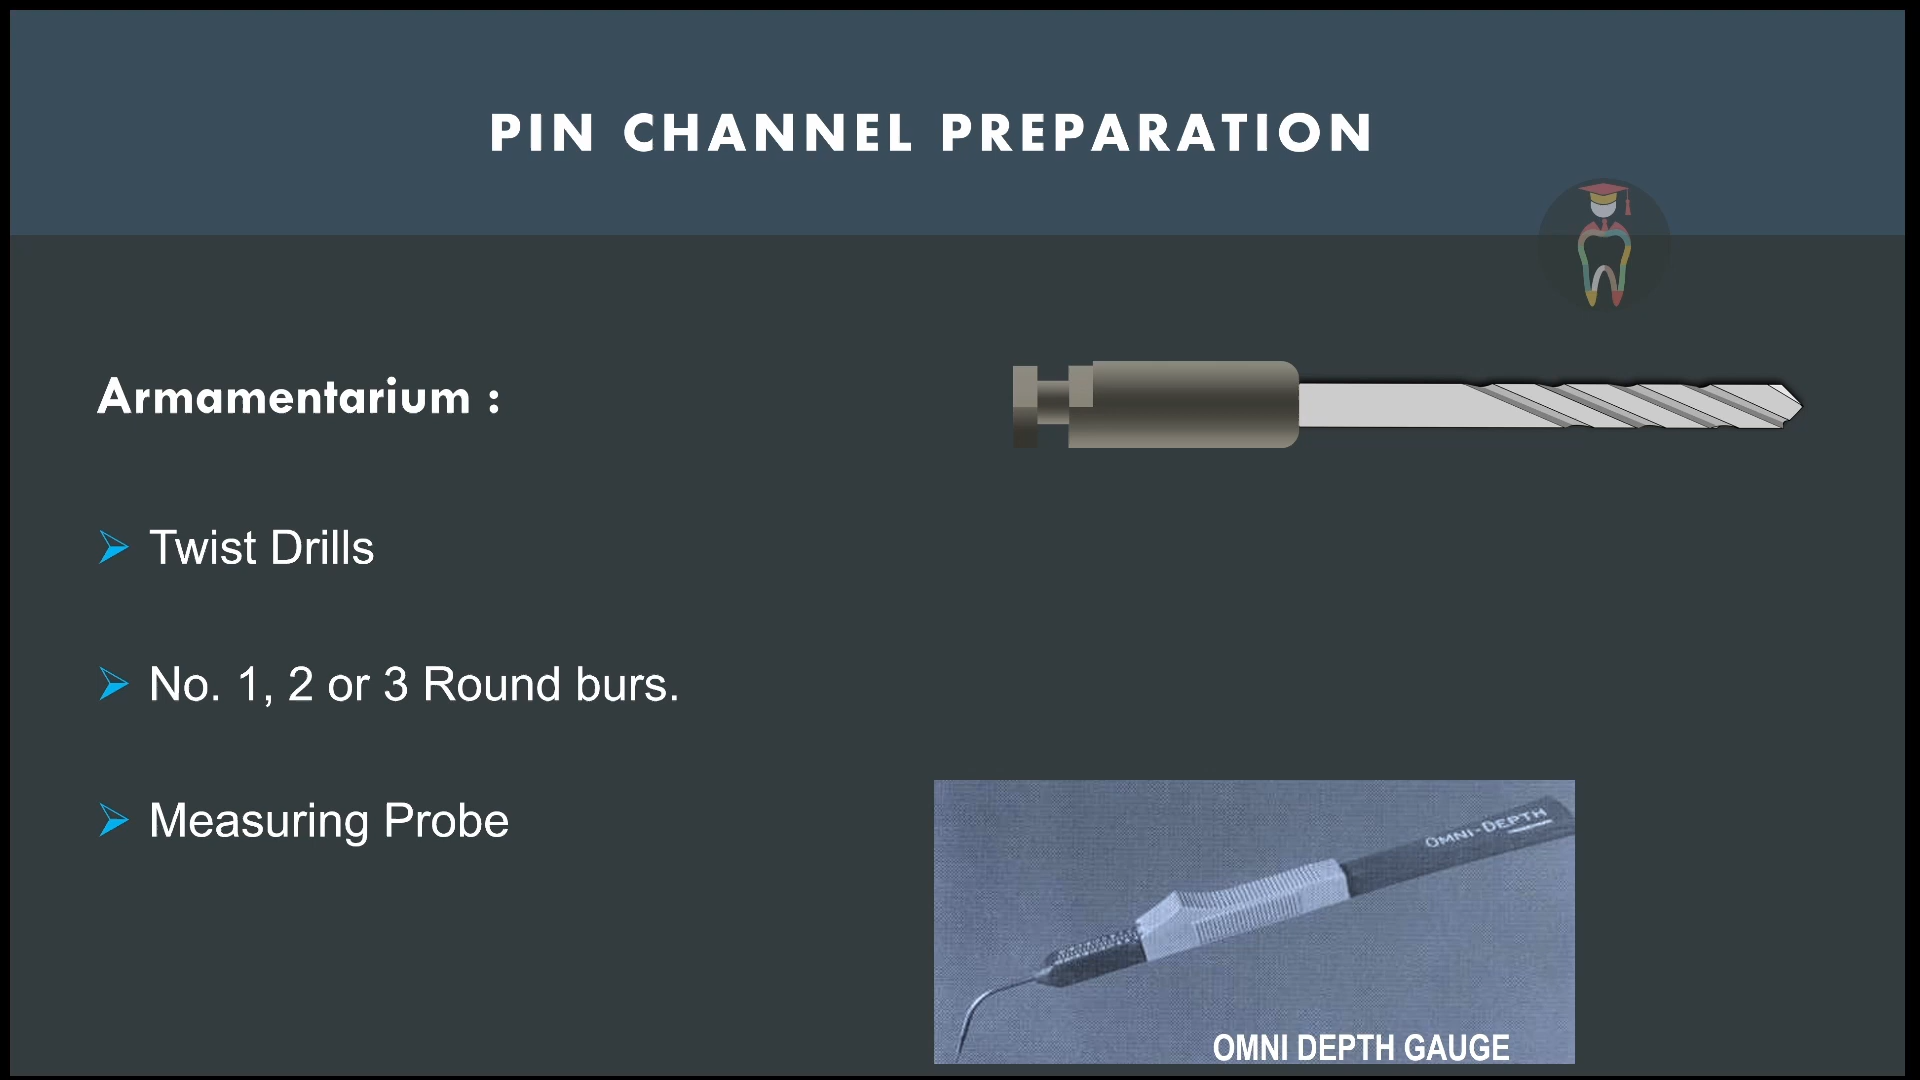 PIN CHANNEL PREPARATION
Armamentarium :
Twist Drills
No. 1, 2 or 3 Round burs.
Measuring Probe
OMNI-DEPTH
OMNI DEPTH GAUGE